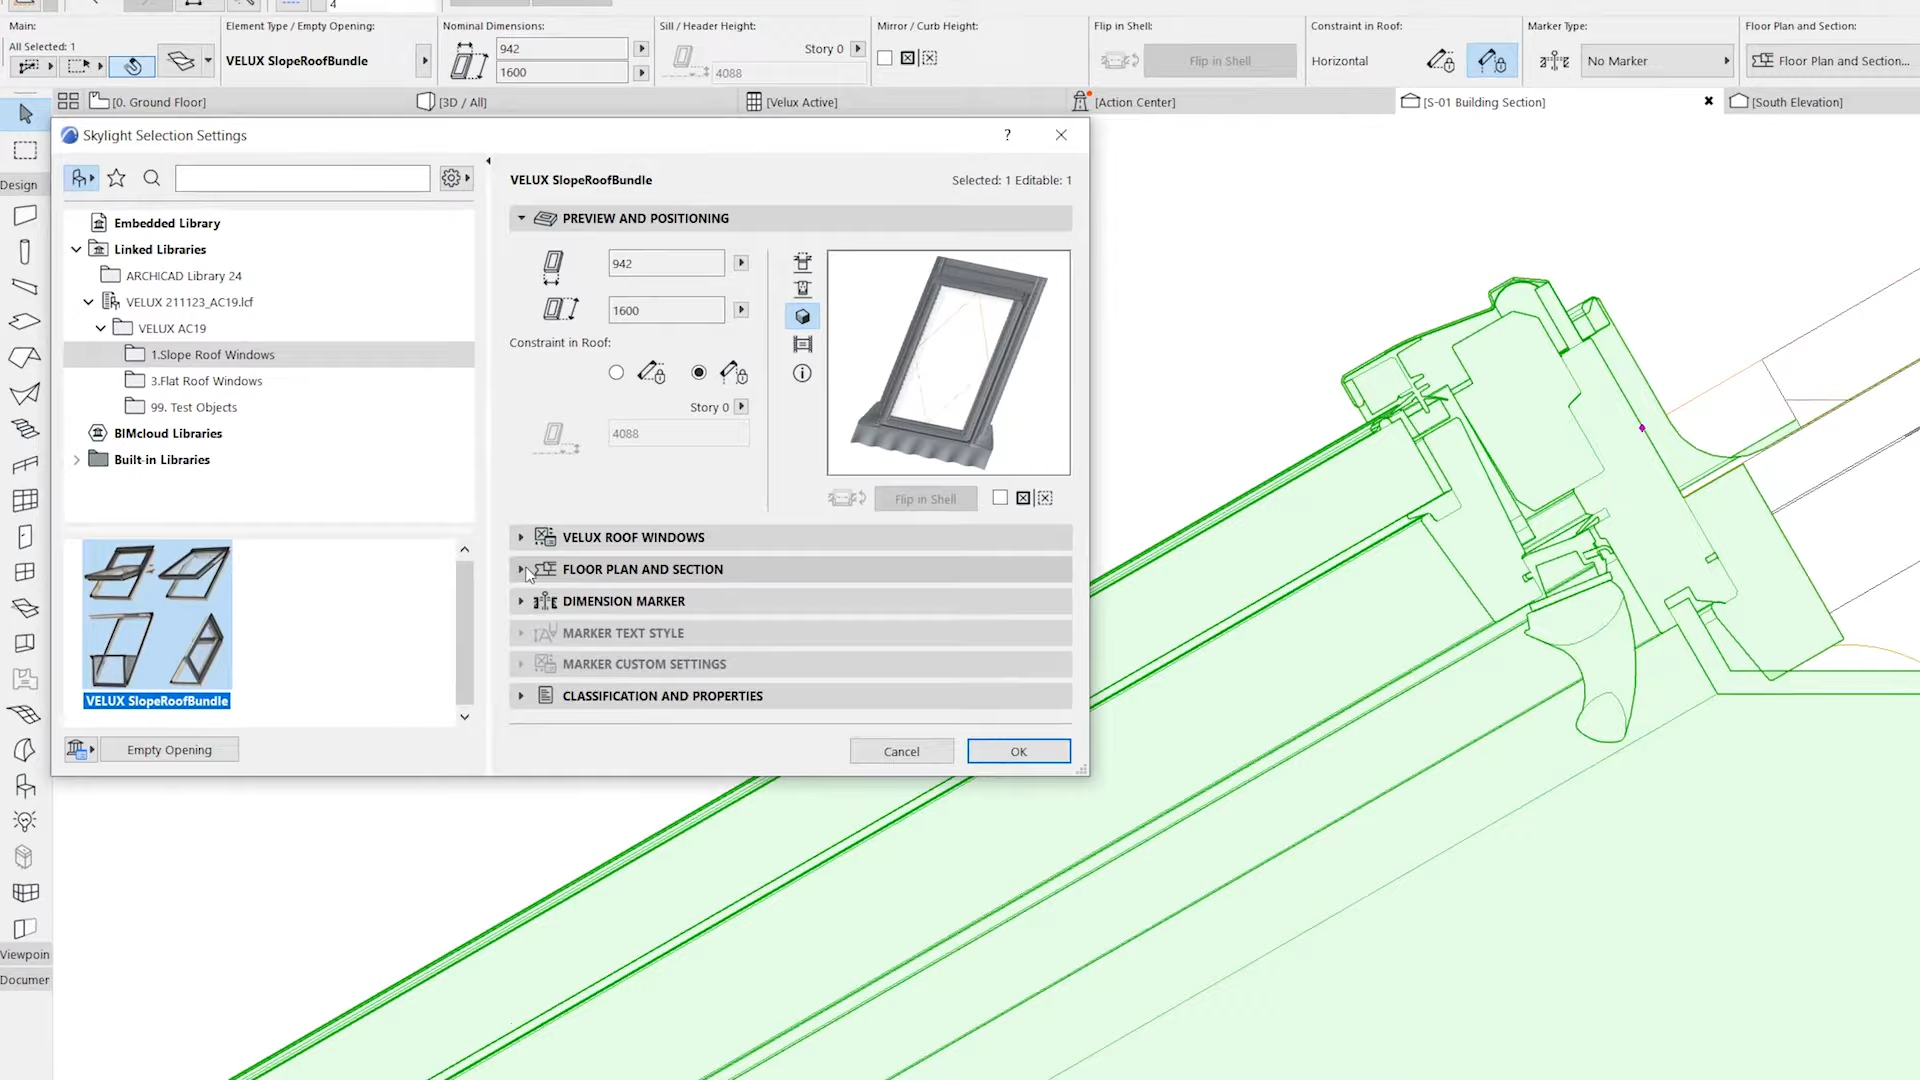 4
Main:
All Selected: 1
Element Type / Empty Opening:
VELUX SlopeRoofBundle
Nominal Dimensions:
942
1600
Sill / Header Height:
Story 0
4088
Mirror / Curb Height:
Flip in Shell:
Flip in Shell
Constraint in Roof:
Horizontal
Marker Type:
No Marker
Floor Plan and Section:
Floor Plan and Section...
[0. Ground Floor]
[3D / All]
[Velux Active]
[Action Center]
[S-01 Building Section]
[South Elevation]
Design
Viewpoin
Documer
Skylight Selection Settings
?
Embedded Library
Linked Libraries
ARCHICAD Library 24
VELUX 211123_AC19.lcf
VELUX AC19
1.Slope Roof Windows
3.Flat Roof Windows
99. Test Objects
BIMcloud Libraries
Built-in Libraries
VELUX SlopeRoofBundle
Empty Opening
VELUX SlopeRoofBundle
Selected: 1 Editable: 1
PREVIEW AND POSITIONING
942
1600
Constraint in Roof:
Story 0
4088
Flip in Shell
VELUX ROOF WINDOWS
FLOOR PLAN AND SECTION
DIMENSION MARKER
MARKER TEXT STYLE
MARKER CUSTOM SETTINGS
CLASSIFICATION AND PROPERTIES
Cancel
OK